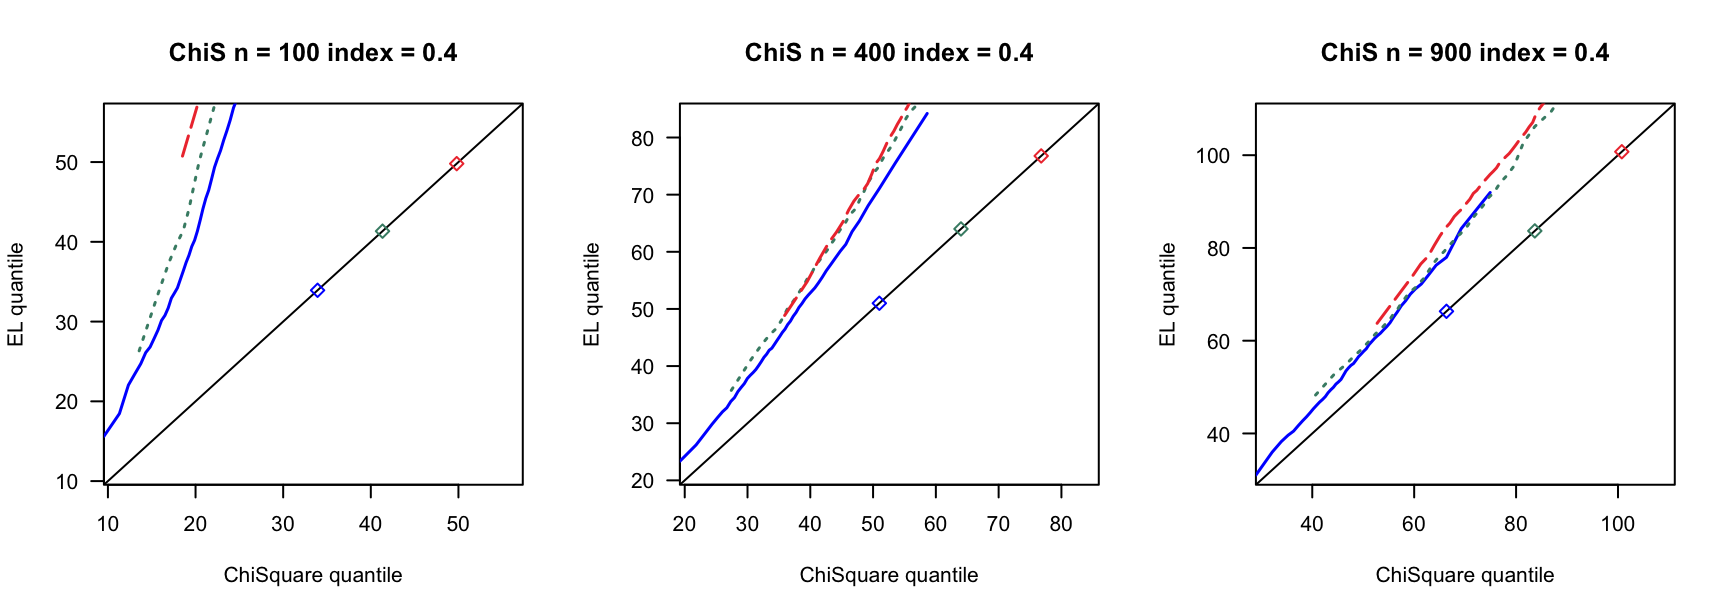 ChiS n = 100 index = 0.4
EL quantile
50
40
30
20
10
10 20 30 40 50
ChiSquare quantile
ChiS n = 400 index = 0.4
EL quantile
80
70
60
50
40
30
20
20 30 40 50 60 70 80
ChiSquare quantile
ChiS n = 900 index = 0.4
EL quantile
100
80
60
40
40 60 80 100
ChiSquare quantile